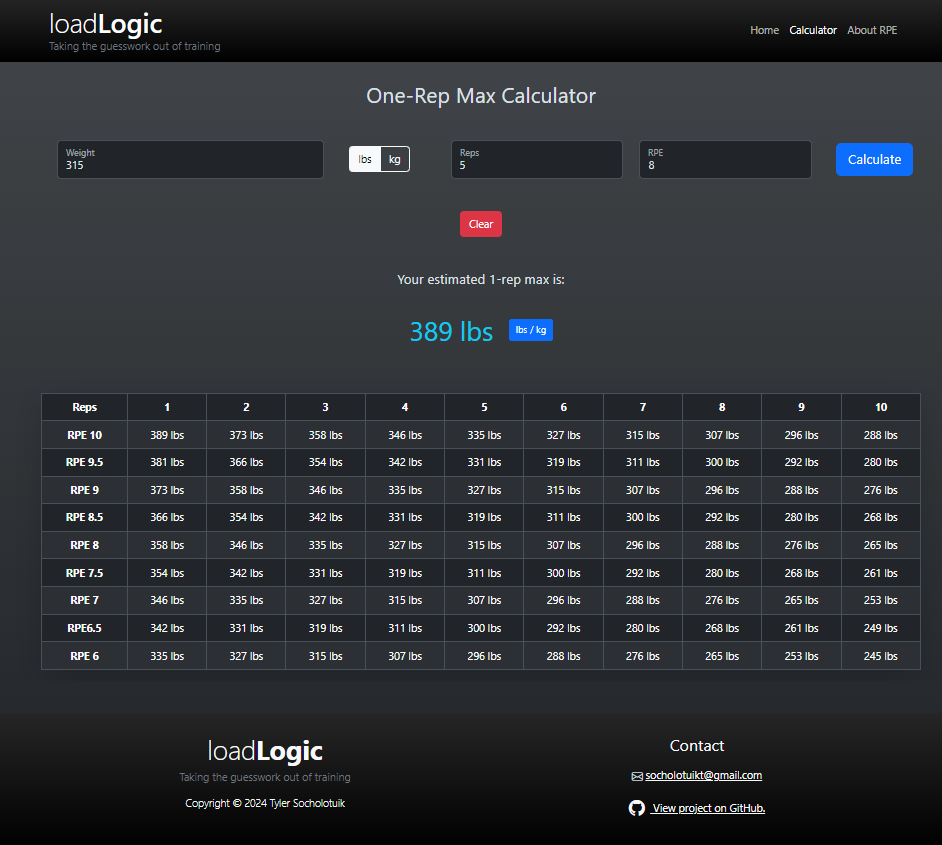 loadLogic
Taking the guesswork out of training
Home Calculator About RPE
One-Rep Max Calculator
Weight
315
lbs kg
Reps
5
RPE
8
Calculate
Clear
Your estimated 1-rep max is:
389 lbs lbs / kg
Reps 1 2 3 4 5 6 7 8 9 10
RPE 10 389 lbs 373 lbs 358 lbs 346 lbs 335 lbs 327 lbs 315 lbs 307 lbs 296 lbs 288 lbs
RPE 9.5 381 lbs 366 lbs 354 lbs 342 lbs 331 lbs 319 lbs 311 lbs 300 lbs 292 lbs 280 lbs
RPE 9 373 lbs 358 lbs 346 lbs 335 lbs 327 lbs 315 lbs 307 lbs 296 lbs 288 lbs 276 lbs
RPE 8.5 366 lbs 354 lbs 342 lbs 331 lbs 319 lbs 311 lbs 300 lbs 292 lbs 280 lbs 268 lbs
RPE 8 358 lbs 346 lbs 335 lbs 327 lbs 315 lbs 307 lbs 296 lbs 288 lbs 276 lbs 265 lbs
RPE 7.5 354 lbs 342 lbs 331 lbs 319 lbs 311 lbs 300 lbs 292 lbs 280 lbs 268 lbs 261 lbs
RPE 7 346 lbs 335 lbs 327 lbs 315 lbs 307 lbs 296 lbs 288 lbs 276 lbs 265 lbs 253 lbs
RPE6.5 342 lbs 331 lbs 319 lbs 311 lbs 300 lbs 292 lbs 280 lbs 268 lbs 261 lbs 249 lbs
RPE 6 335 lbs 327 lbs 315 lbs 307 lbs 296 lbs 288 lbs 276 lbs 265 lbs 253 lbs 245 lbs
loadLogic
Taking the guesswork out of training
Copyright © 2024 Tyler Socholotuik
Contact
socholotuikt@gmail.com
View project on GitHub.